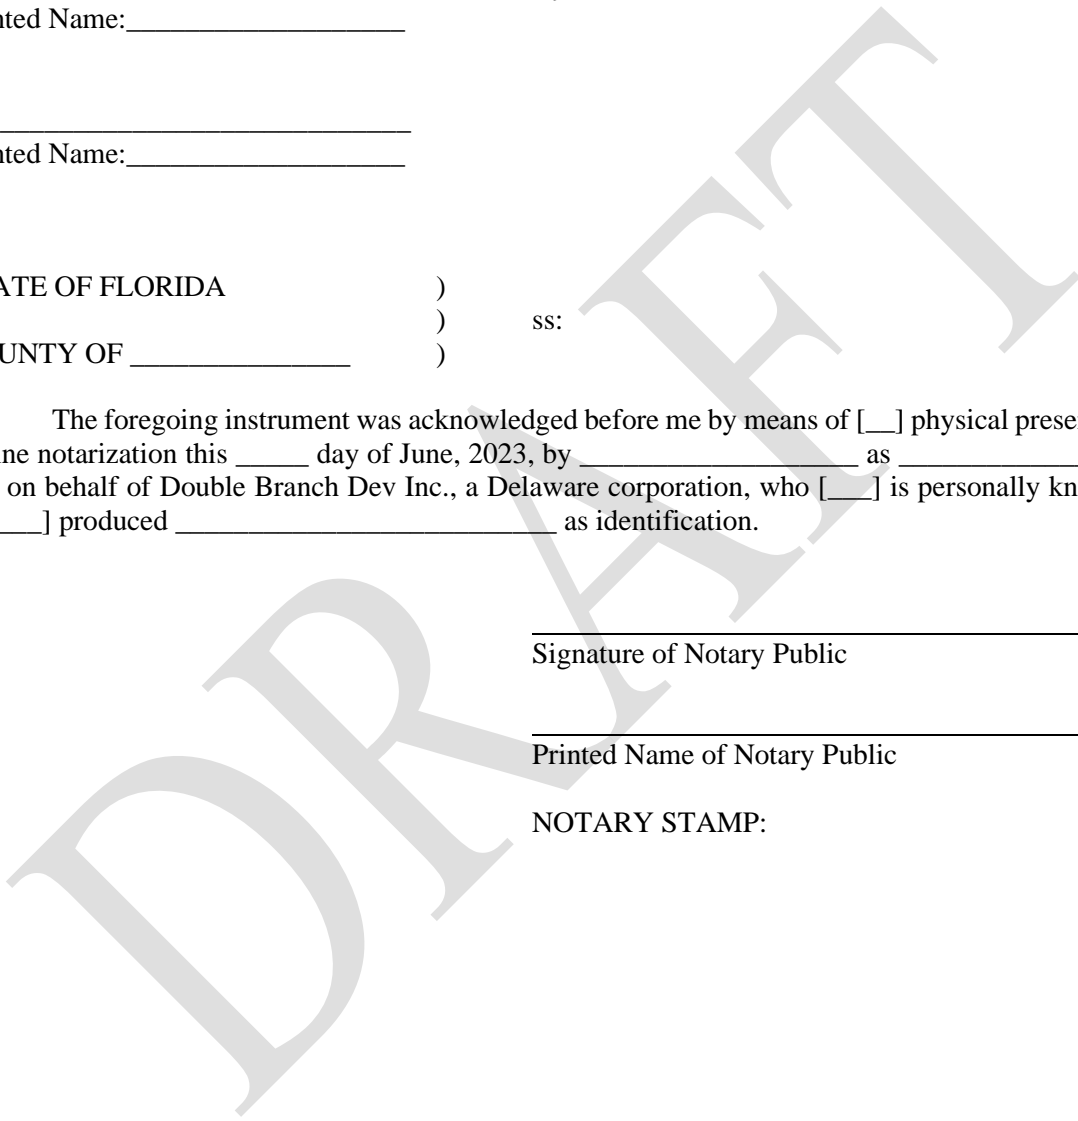 nted Name:___________________
____________________________
nted Name:___________________
ATE OF FLORIDA )
) ss:
UNTY OF _______________ )
The foregoing instrument was acknowledged before me by means of [__] physical prese
ine notarization this _____ day of June, 2023, by ___________________ as _____________
on behalf of Double Branch Dev Inc., a Delaware corporation, who [___] is personally kn
___] produced __________________________ as identification.
Signature of Notary Public
Printed Name of Notary Public
NOTARY STAMP:
DRAFT